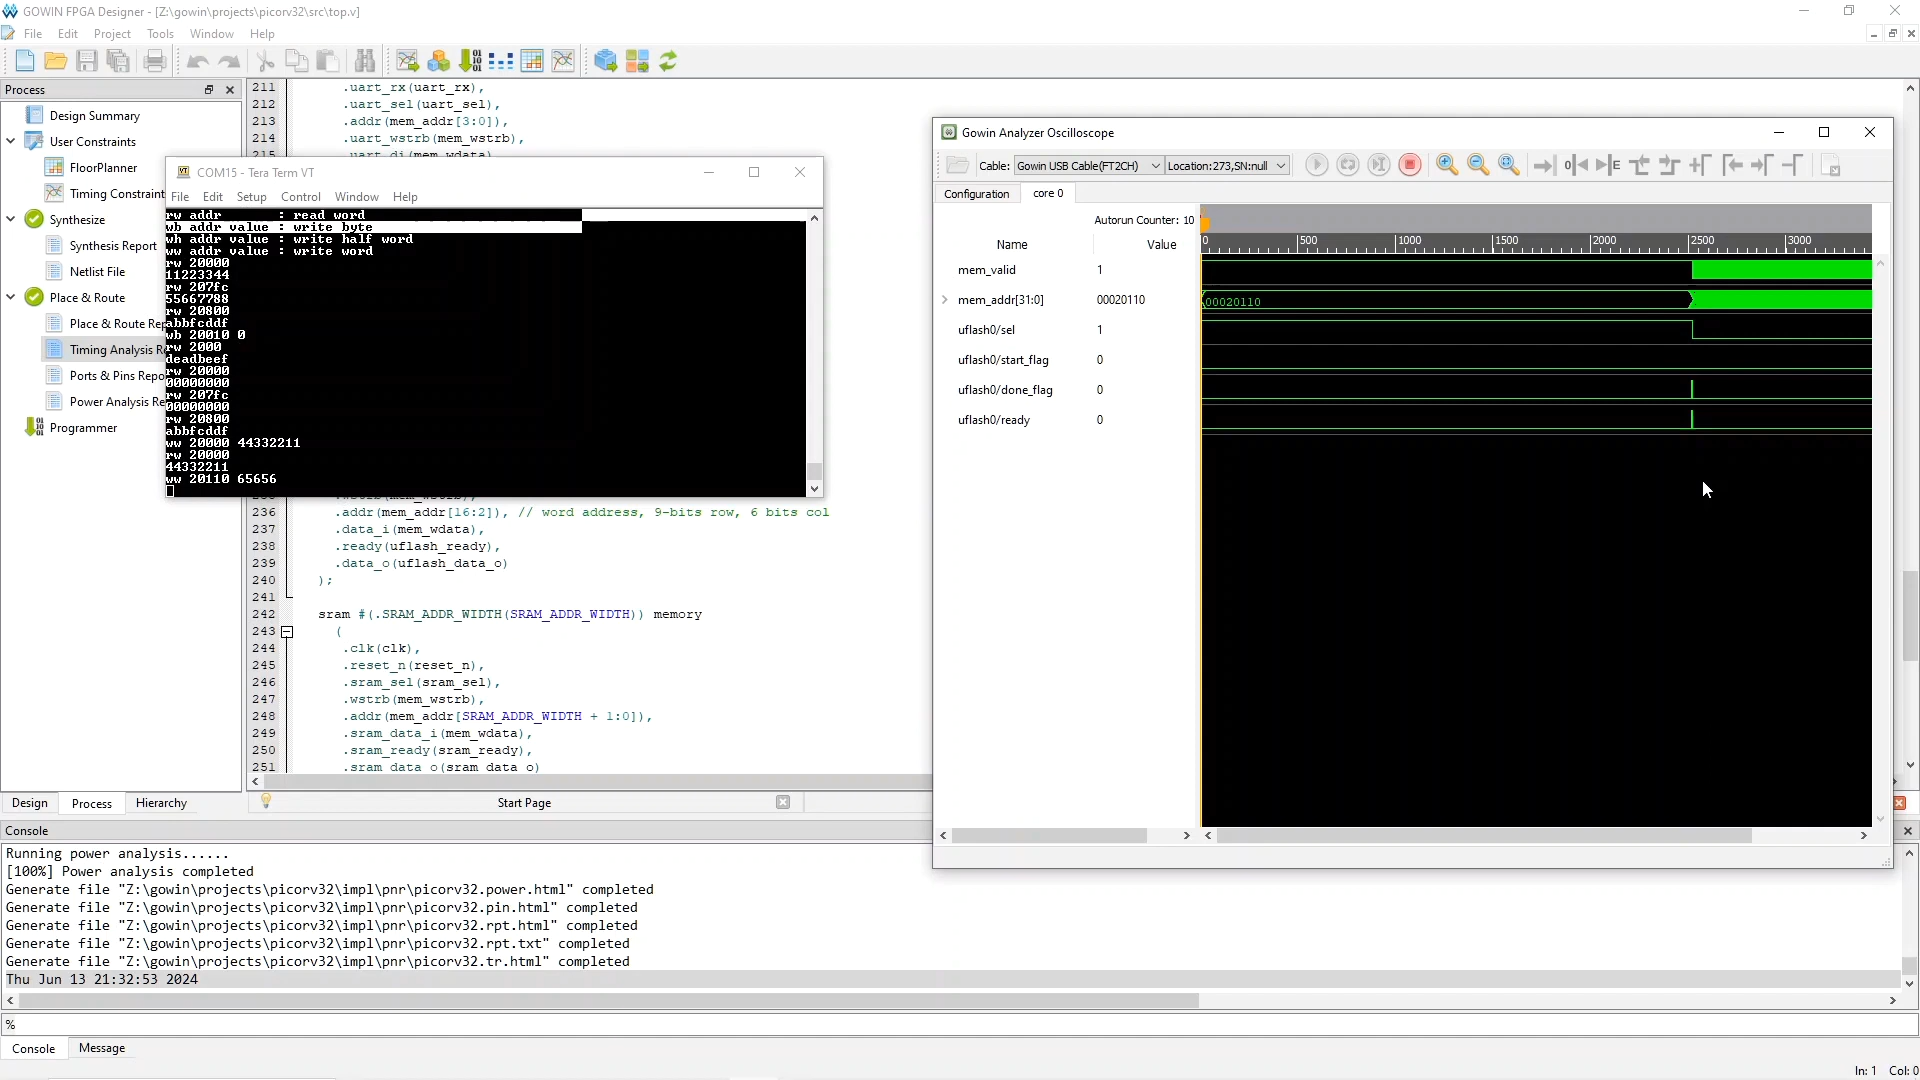 GOWIN FPGA Designer - [Z:\gowin\projects\picorv32\src\top.v]
File Edit Project Tools Window Help
Process
Design Summary
User Constraints
FloorPlanner
Timing Constraint
Synthesize
Synthesis Report
Netlist File
Place & Route
Place & Route Rep
Timing Analysis R
Ports & Pins Repo
Power Analysis Re
Programmer
Design Process Hierarchy
211 .uart_rx(uart_rx),
212 .uart_sel(uart_sel),
213 .addr(mem_addr[3:0]),
214 .uart_wstrb(mem_wstrb),
215 .uart_di(mem_wdata)
COM15 - Tera Term VT
File Edit Setup Control Window Help
rw addr : read word
wb addr value : write byte
wh addr value : write half word
ww addr value : write word
rw 20000
11223344
rw 207fc
55667788
rw 20800
abbfcddf
wb 20010 0
rw 2000
deadbeef
rw 20000
00000000
rw 207fc
00000000
rw 20800
abbfcddf
ww 20000 44332211
rw 20000
44332211
ww 20110 65656
.wstrb(mem_wstrb),
236 .addr(mem_addr[16:2]), // word address, 9-bits row, 6 bits col
237 .data_i(mem_wdata),
238 .ready(uflash_ready),
239 .data_o(uflash_data_o)
240 );
241
242 sram #(.SRAM_ADDR_WIDTH(SRAM_ADDR_WIDTH)) memory
243 (
244 .clk(clk),
245 .reset_n(reset_n),
246 .sram_sel(sram_sel),
247 .wstrb(mem_wstrb),
248 .addr(mem_addr[SRAM_ADDR_WIDTH + 1:0]),
249 .sram_data_i(mem_wdata),
250 .sram_ready(sram_ready),
251 .sram_data_o(sram_data_o)
Start Page
Gowin Analyzer Oscilloscope
Cable: Gowin USB Cable(FT2CH) Location:273,SN:null
Configuration core 0
Autorun Counter: 10
Name Value
0 500 1000 1500 2000 2500 3000
mem_valid 1
mem_addr[31:0] 00020110 00020110
uflash0/sel 1
uflash0/start_flag 0
uflash0/done_flag 0
uflash0/ready 0
Console
Running power analysis......
[100%] Power analysis completed
Generate file "Z:\gowin\projects\picorv32\impl\pnr\picorv32.power.html" completed
Generate file "Z:\gowin\projects\picorv32\impl\pnr\picorv32.pin.html" completed
Generate file "Z:\gowin\projects\picorv32\impl\pnr\picorv32.rpt.html" completed
Generate file "Z:\gowin\projects\picorv32\impl\pnr\picorv32.rpt.txt" completed
Generate file "Z:\gowin\projects\picorv32\impl\pnr\picorv32.tr.html" completed
Thu Jun 13 21:32:53 2024
%
Console Message
In: 1 Col: 0